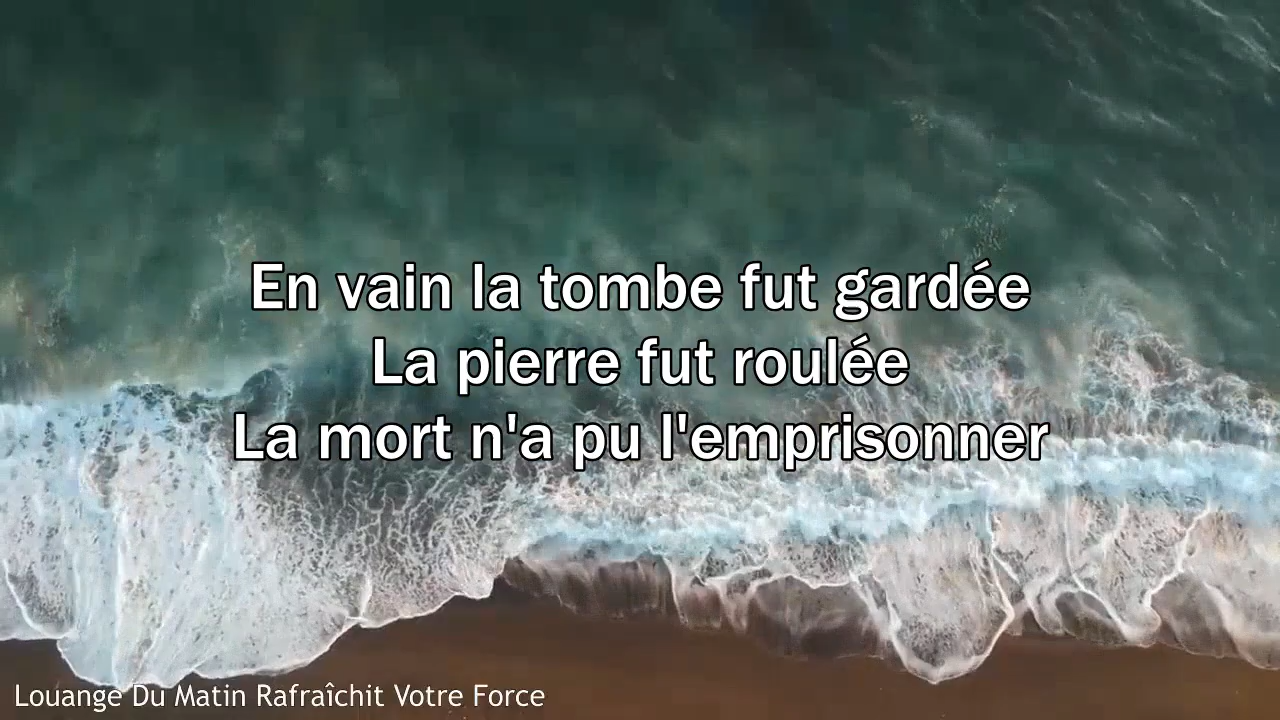 En vain la tombe fut gardée
La pierre fut roulée
La mort n'a pu l'emprisonner
Louange Du Matin Rafraîchit Votre Force